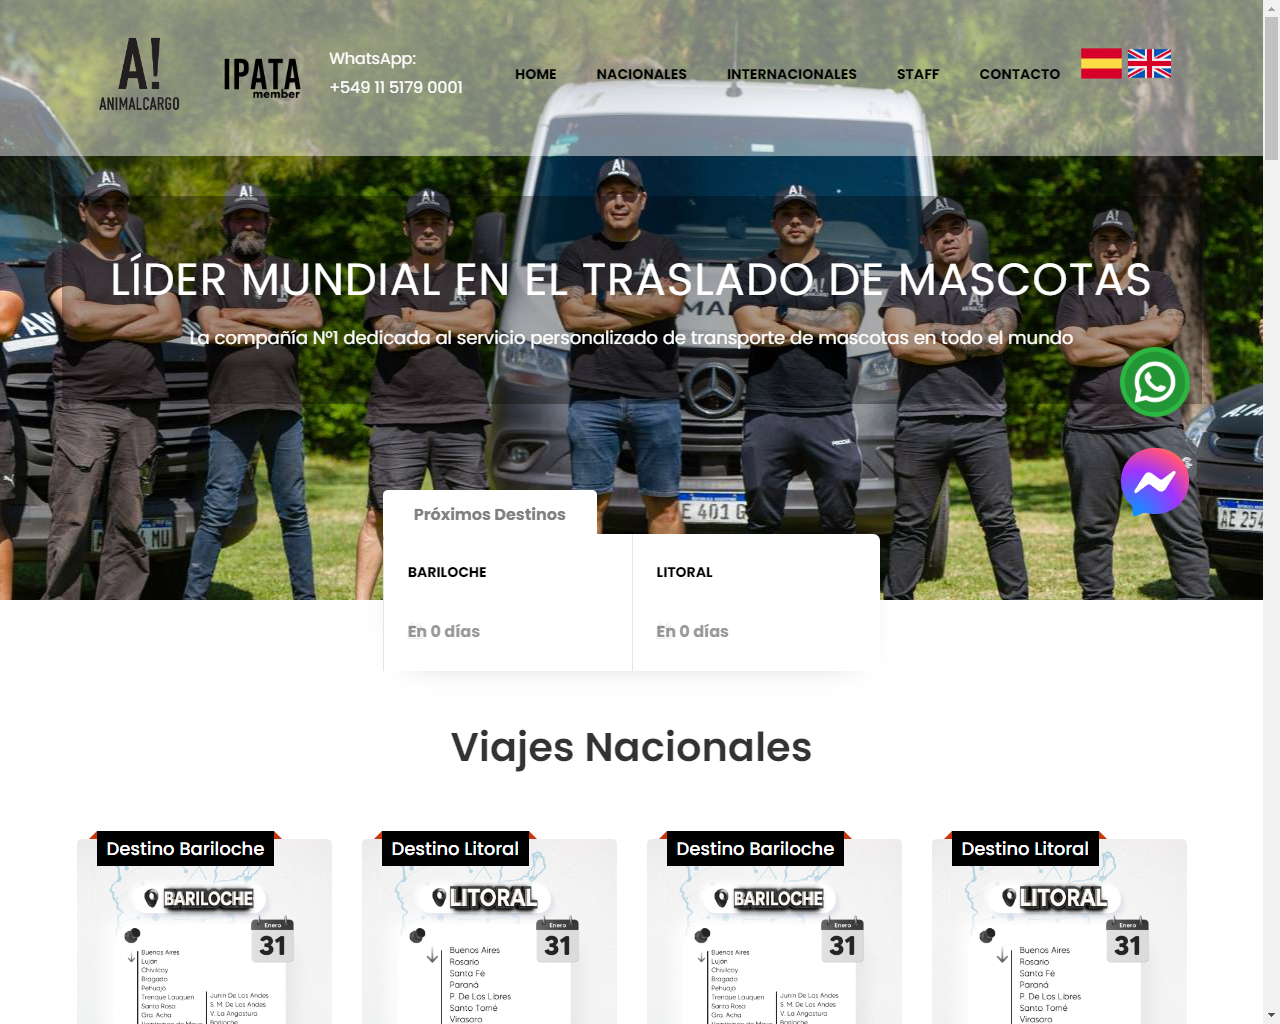 A!
ANIMALCARGO
IPATA
member
WhatsApp:
+549 11 5179 0001
HOME
NACIONALES
INTERNACIONALES
STAFF
CONTACTO
LÍDER MUNDIAL EN EL TRASLADO DE MASCOTAS
La compañía Nº1 dedicada al servicio personalizado de transporte de mascotas en todo el mundo
Próximos Destinos
BARILOCHE
En 0 días
LITORAL
En 0 días
Viajes Nacionales
Destino Bariloche
BARILOCHE
Enero
31
Buenos Aires
Luján
Chivilcoy
Bragado
Pehuajo
Trenque Lauquen
Santa Rosa
Gro. Acha
Junin De Los Andes
S. M. De Los Andes
V. La Angostura
Bariloche
Destino Litoral
LITORAL
Enero
31
Buenos Aires
Rosario
Santa Fé
Paraná
P. De Los Libres
Santo Tomé
Virasoro
Destino Bariloche
BARILOCHE
Enero
31
Buenos Aires
Luján
Chivilcoy
Bragado
Pehuajo
Trenque Lauquen
Santa Rosa
Gro. Acha
Junin De Los Andes
S. M. De Los Andes
V. La Angostura
Bariloche
Destino Litoral
LITORAL
Enero
31
Buenos Aires
Rosario
Santa Fé
Paraná
P. De Los Libres
Santo Tomé
Virasoro